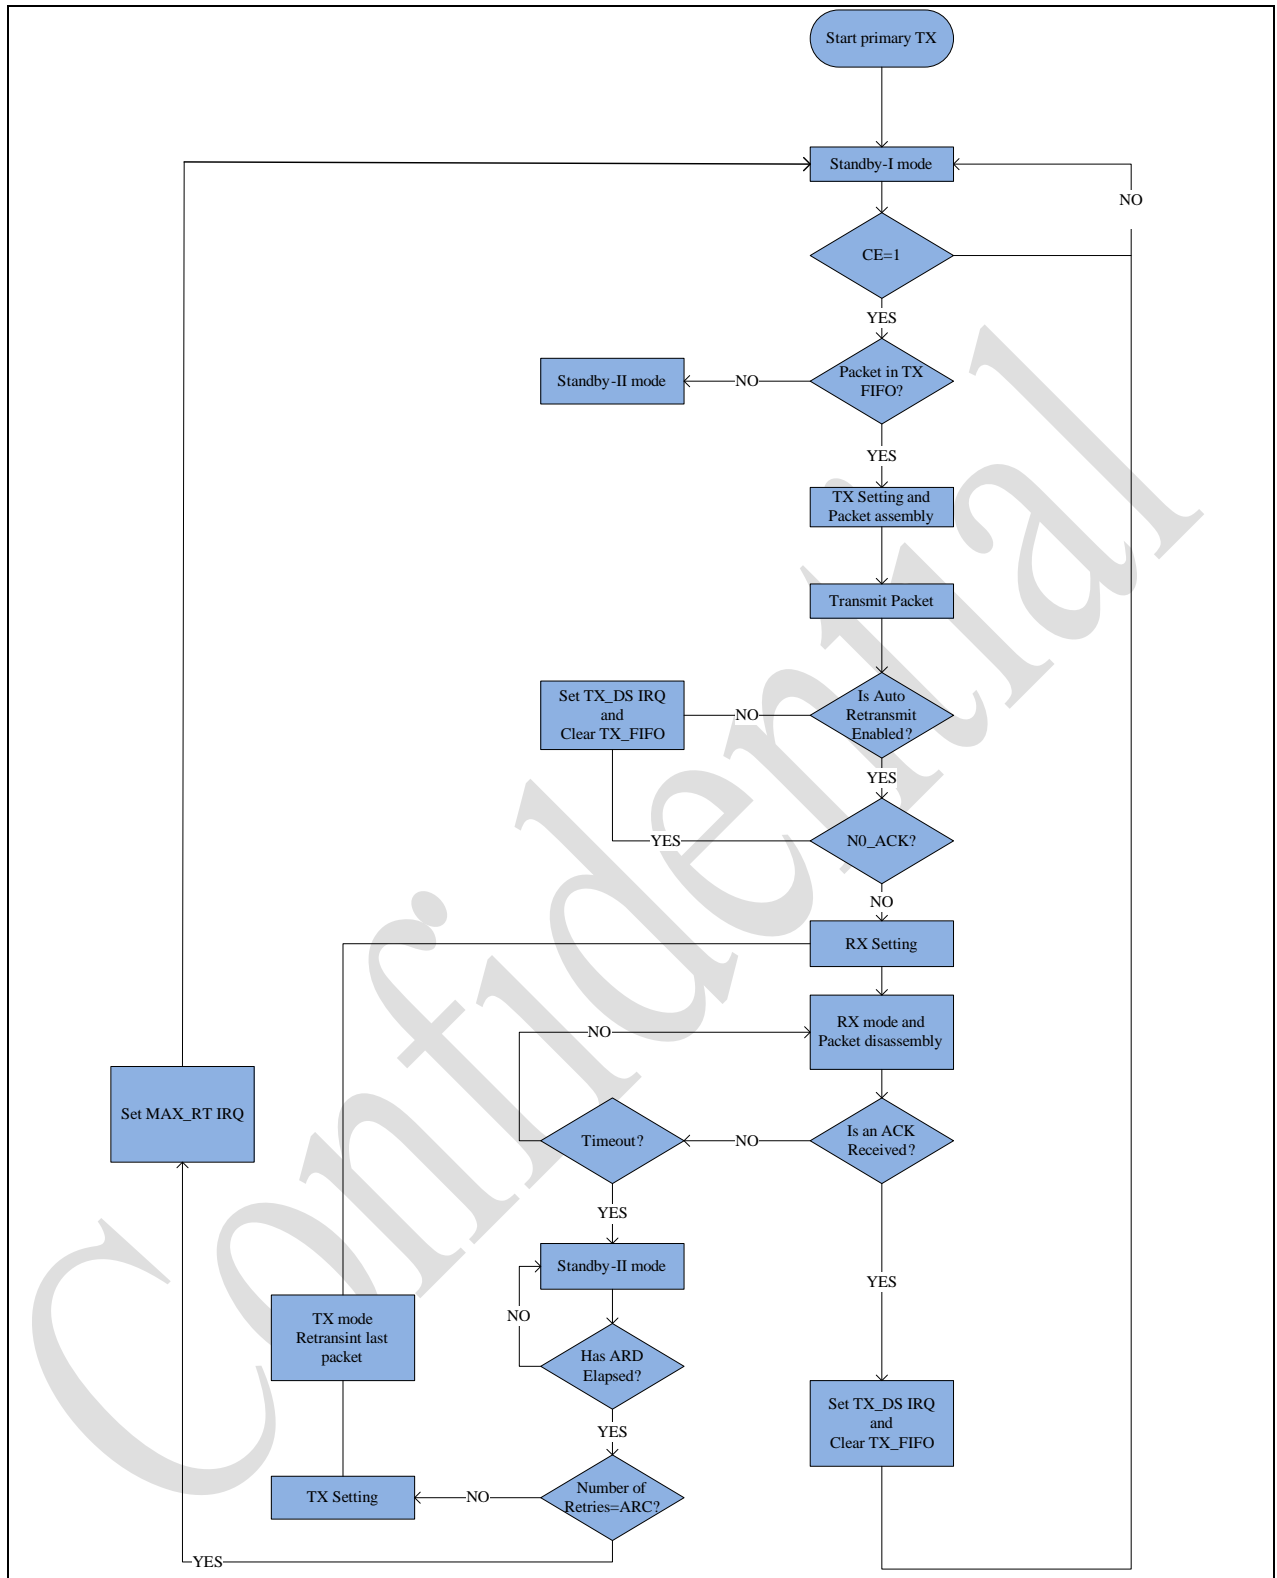 Start primary TX
Standby-I mode
NO
CE=1
YES
Packet in TX
FIFO?
NO
Standby-II mode
YES
TX Setting and
Packet assembly
Transmit Packet
Is Auto
Retransmit
Enabled?
NO
Set TX_DS IRQ
and
Clear TX_FIFO
YES
N0_ACK?
YES
NO
RX Setting
RX mode and
Packet disassembly
NO
Set MAX_RT IRQ
Timeout?
NO
Is an ACK
Received?
YES
Standby-II mode
YES
NO
TX mode
Retransint last
packet
Has ARD
Elapsed?
YES
Set TX_DS IRQ
and
Clear TX_FIFO
TX Setting
NO
Number of
Retries=ARC?
YES
Confidential